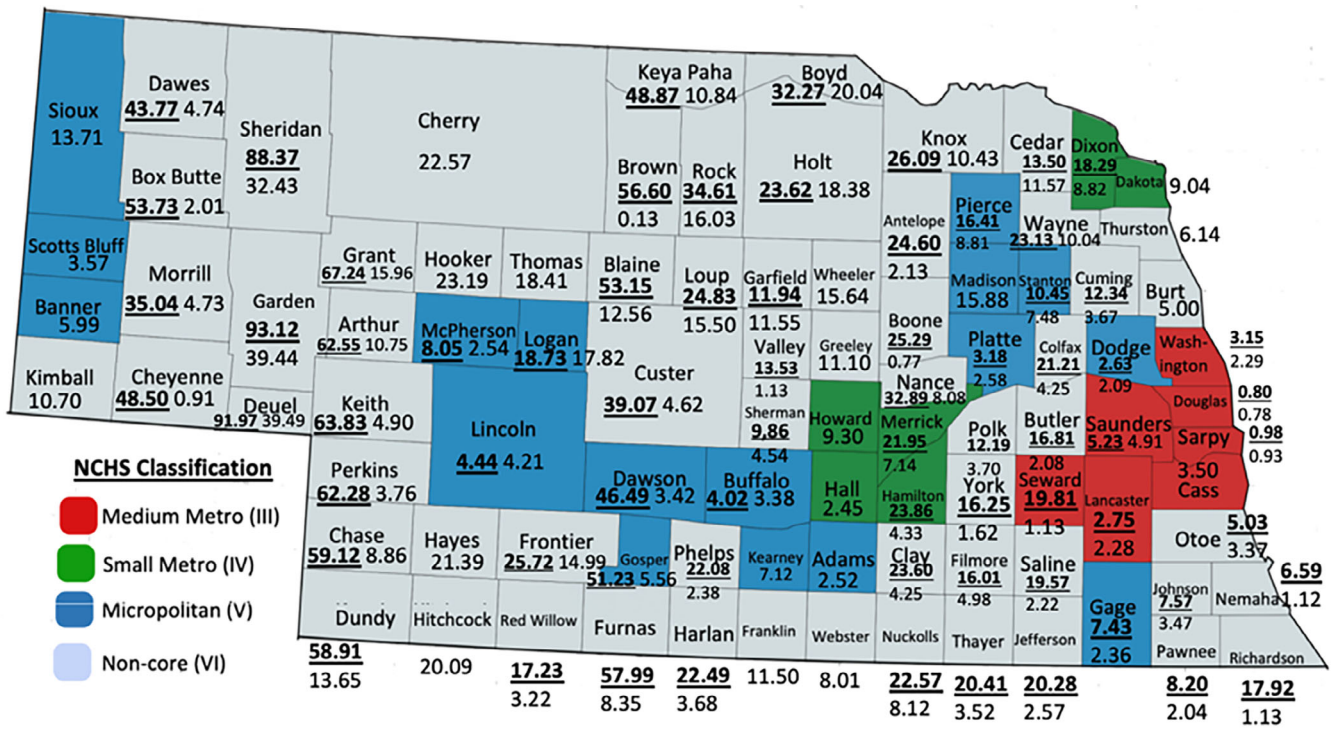 Sioux
13.71
Dawes
43.77 4.74
Box Butte
53.73 2.01
Sheridan
88.37
32.43
Cherry
22.57
Keya Paha
48.87 10.84
Boyd
32.27 20.04
Brown
56.60
0.13
Rock
34.61
16.03
Holt
23.62 18.38
Knox
26.09 10.43
Cedar
13.50
11.57
Dixon
18.29
8.82
Dakota
9.04
Antelope
24.60
2.13
Pierce
16.41
8.81
Wayne
23.13 10.04
Thurston
6.14
Scotts Bluff
3.57
Banner
5.99
Morrill
35.04 4.73
Garden
93.12
39.44
Grant
67.24 15.96
Hooker
23.19
Thomas
18.41
Blaine
53.15
12.56
Loup
24.83
15.50
Garfield
11.94
11.55
Wheeler
15.64
Madison
15.88
Stanton
10.45
7.48
Cuming
12.34
3.67
Burt
5.00
Kimball
10.70
Cheyenne
48.50 0.91
Deuel
91.97 39.49
Arthur
62.55 10.75
McPherson
8.05 2.54
Logan
18.73 17.82
Custer
39.07 4.62
Valley
13.53
1.13
Greeley
11.10
Boone
25.29
0.77
Platte
3.18
2.58
Colfax
21.21
4.25
Dodge
2.63
2.09
Wash-
ington
3.15
2.29
Keith
63.83 4.90
Lincoln
4.44 4.21
Sherman
9,86
4.54
Howard
9.30
Nance
32.89 8.08
Merrick
21.95
7.14
Polk
12.19
3.70
Butler
16.81
2.08
Saunders
5.23 4.91
Douglas
0.80
0.78
Sarpy
0.98
0.93
3.50
Cass
NCHS Classification
Medium Metro (III)
Small Metro (IV)
Micropolitan (V)
Non-core (VI)
Perkins
62.28 3.76
Dawson
46.49 3.42
Buffalo
4.02 3.38
Hall
2.45
Hamilton
23.86
4.33
York
16.25
1.62
Seward
19.81
1.13
Lancaster
2.75
2.28
Otoe
5.03
3.37
Chase
59.12 8.86
Hayes
21.39
Frontier
25.72 14.99
Gosper
51.23 5.56
Phelps
22.08
2.38
Kearney
7.12
Adams
2.52
Clay
23.60
4.25
Filmore
16.01
4.98
Saline
19.57
2.22
Gage
7.43
2.36
Johnson
7.57
3.47
Nemaha
6.59
1.12
Dundy
58.91
13.65
Hitchcock
20.09
Red Willow
17.23
3.22
Furnas
57.99
8.35
Harlan
22.49
3.68
Franklin
11.50
Webster
8.01
Nuckolls
22.57
8.12
Thayer
20.41
3.52
Jefferson
20.28
2.57
Pawnee
8.20
2.04
Richardson
17.92
1.13